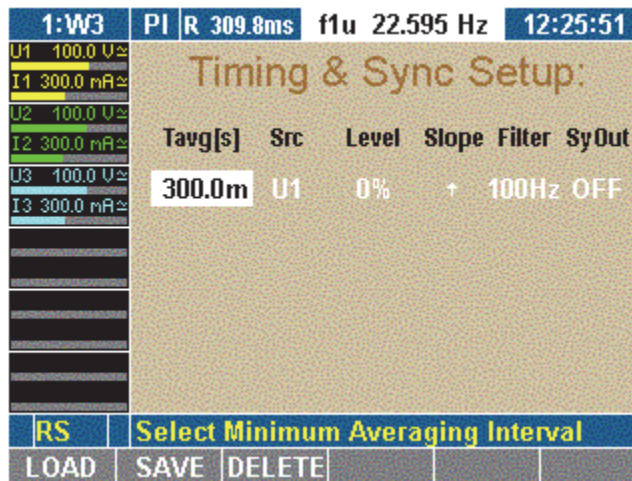 1:W3 PI R 309.8ms f1u 22.595 Hz 12:25:51
U1 100.0 V≃
I1 300.0 mA≃
U2 100.0 V≃
I2 300.0 mA≃
U3 100.0 V≃
I3 300.0 mA≃
Timing & Sync Setup:
Tavg[s] Src Level Slope Filter SyOut
300.0m U1 0% ↑ 100Hz OFF
RS Select Minimum Averaging Interval
LOAD SAVE DELETE